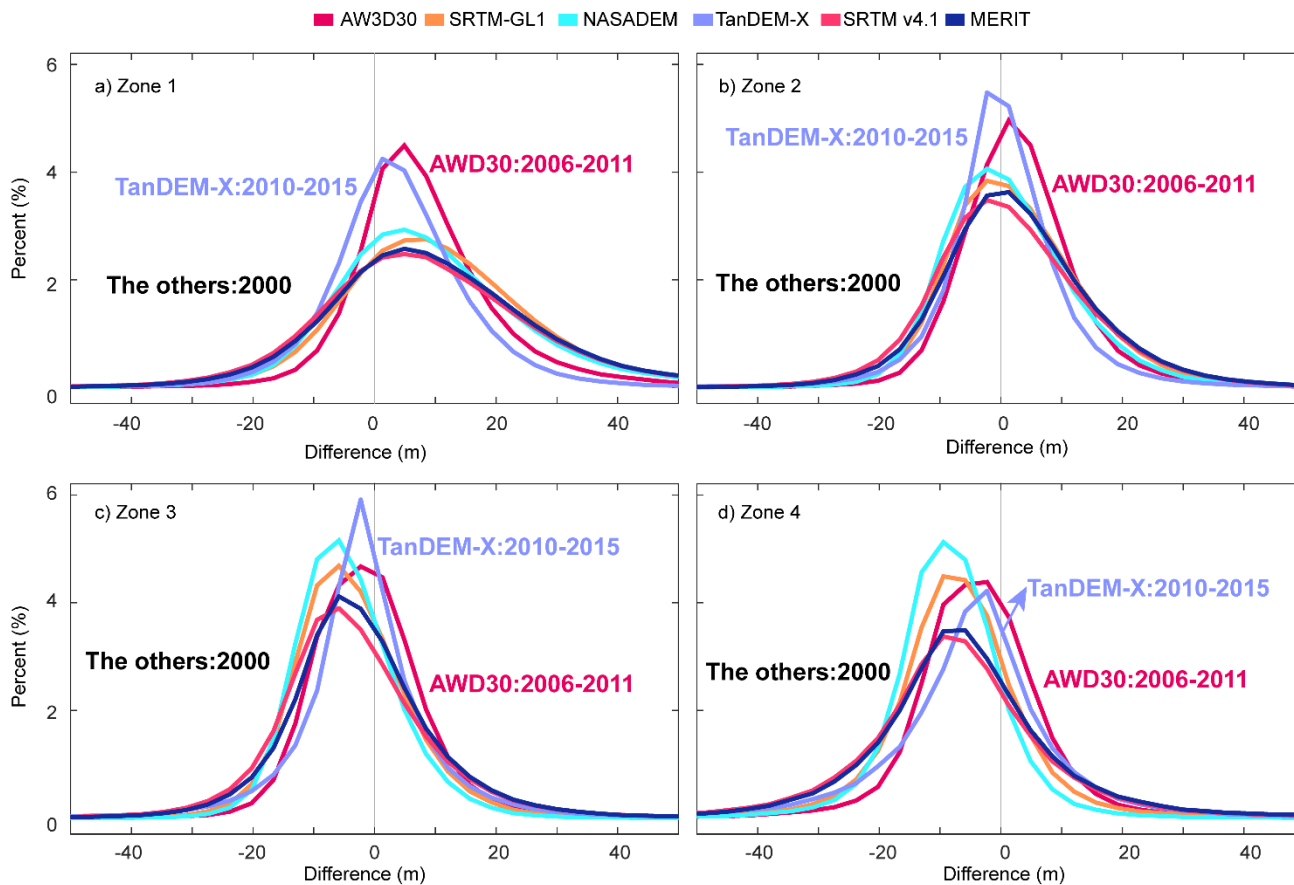 AW3D30 SRTM-GL1 NASADEM TanDEM-X SRTM v4.1 MERIT
6
4
2
0
Percent (%)
a) Zone 1
TanDEM-X:2010-2015
AWD30:2006-2011
The others:2000
-40 -20 0 20 40
Difference (m)
b) Zone 2
TanDEM-X:2010-2015
AWD30:2006-2011
The others:2000
-40 -20 0 20 40
Difference (m)
6
4
2
0
Percent (%)
c) Zone 3
TanDEM-X:2010-2015
The others:2000
AWD30:2006-2011
-40 -20 0 20 40
Difference (m)
d) Zone 4
TanDEM-X:2010-2015
The others:2000
AWD30:2006-2011
-40 -20 0 20 40
Difference (m)